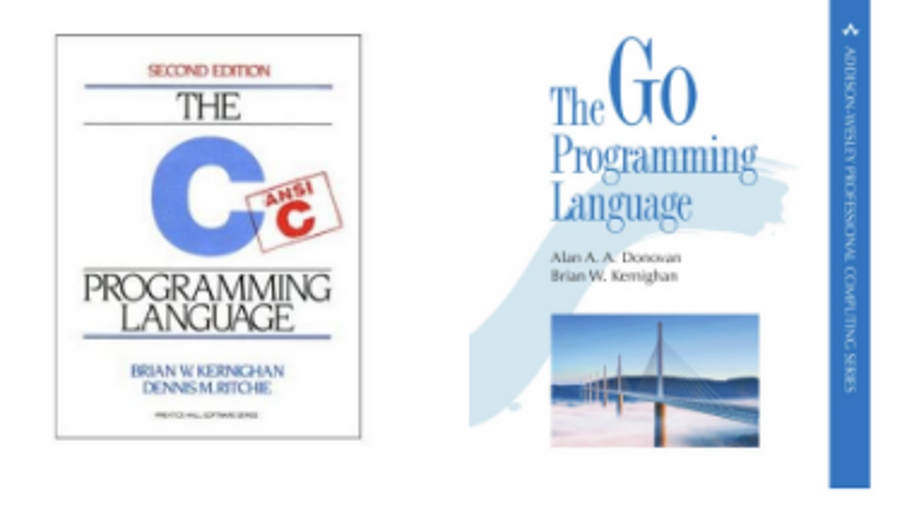 SECOND EDITION
THE
C
ANSI
C
PROGRAMMING
LANGUAGE
BRIAN W. KERNIGHAN
DENNIS M. RITCHIE
PRENTICE HALL SOFTWARE SERIES
The Go
Programming
Language
Alan A. A. Donovan
Brian W. Kernighan
ADDISON-WESLEY PROFESSIONAL COMPUTING SERIES